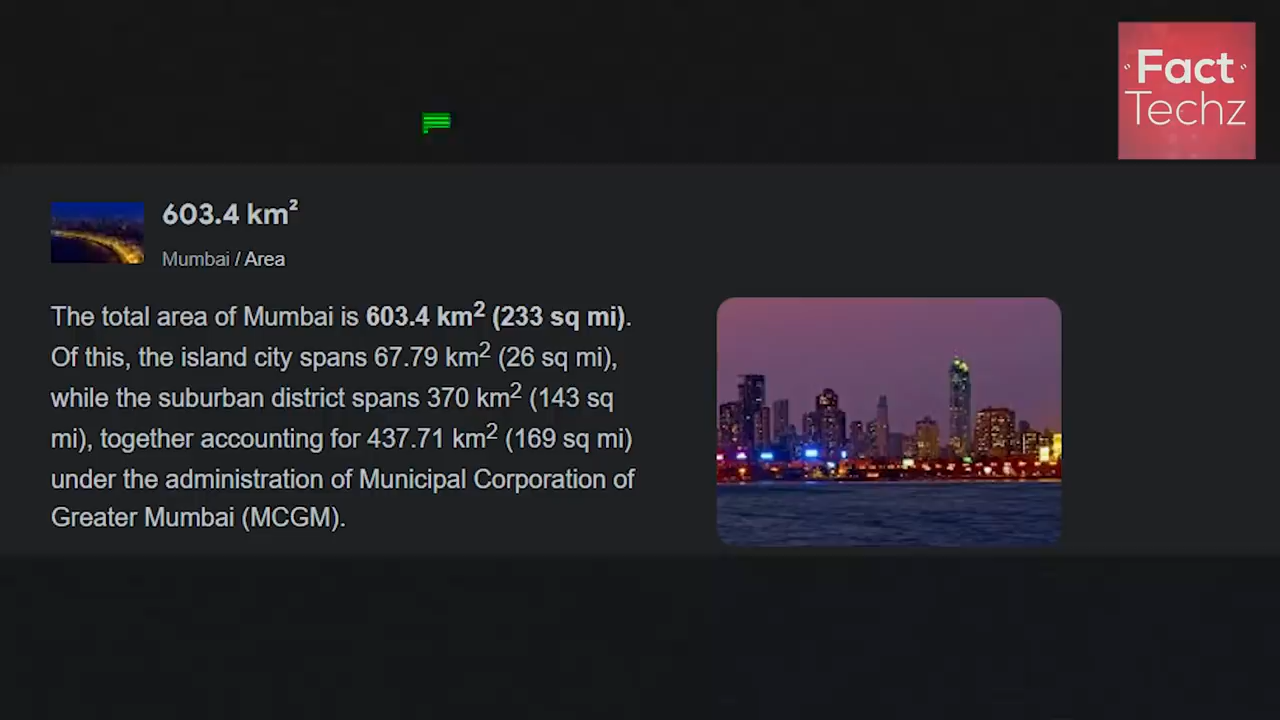 Fact
Techz
603.4 km²
Mumbai / Area
The total area of Mumbai is 603.4 km² (233 sq mi).
Of this, the island city spans 67.79 km² (26 sq mi),
while the suburban district spans 370 km² (143 sq
mi), together accounting for 437.71 km² (169 sq mi)
under the administration of Municipal Corporation of
Greater Mumbai (MCGM).